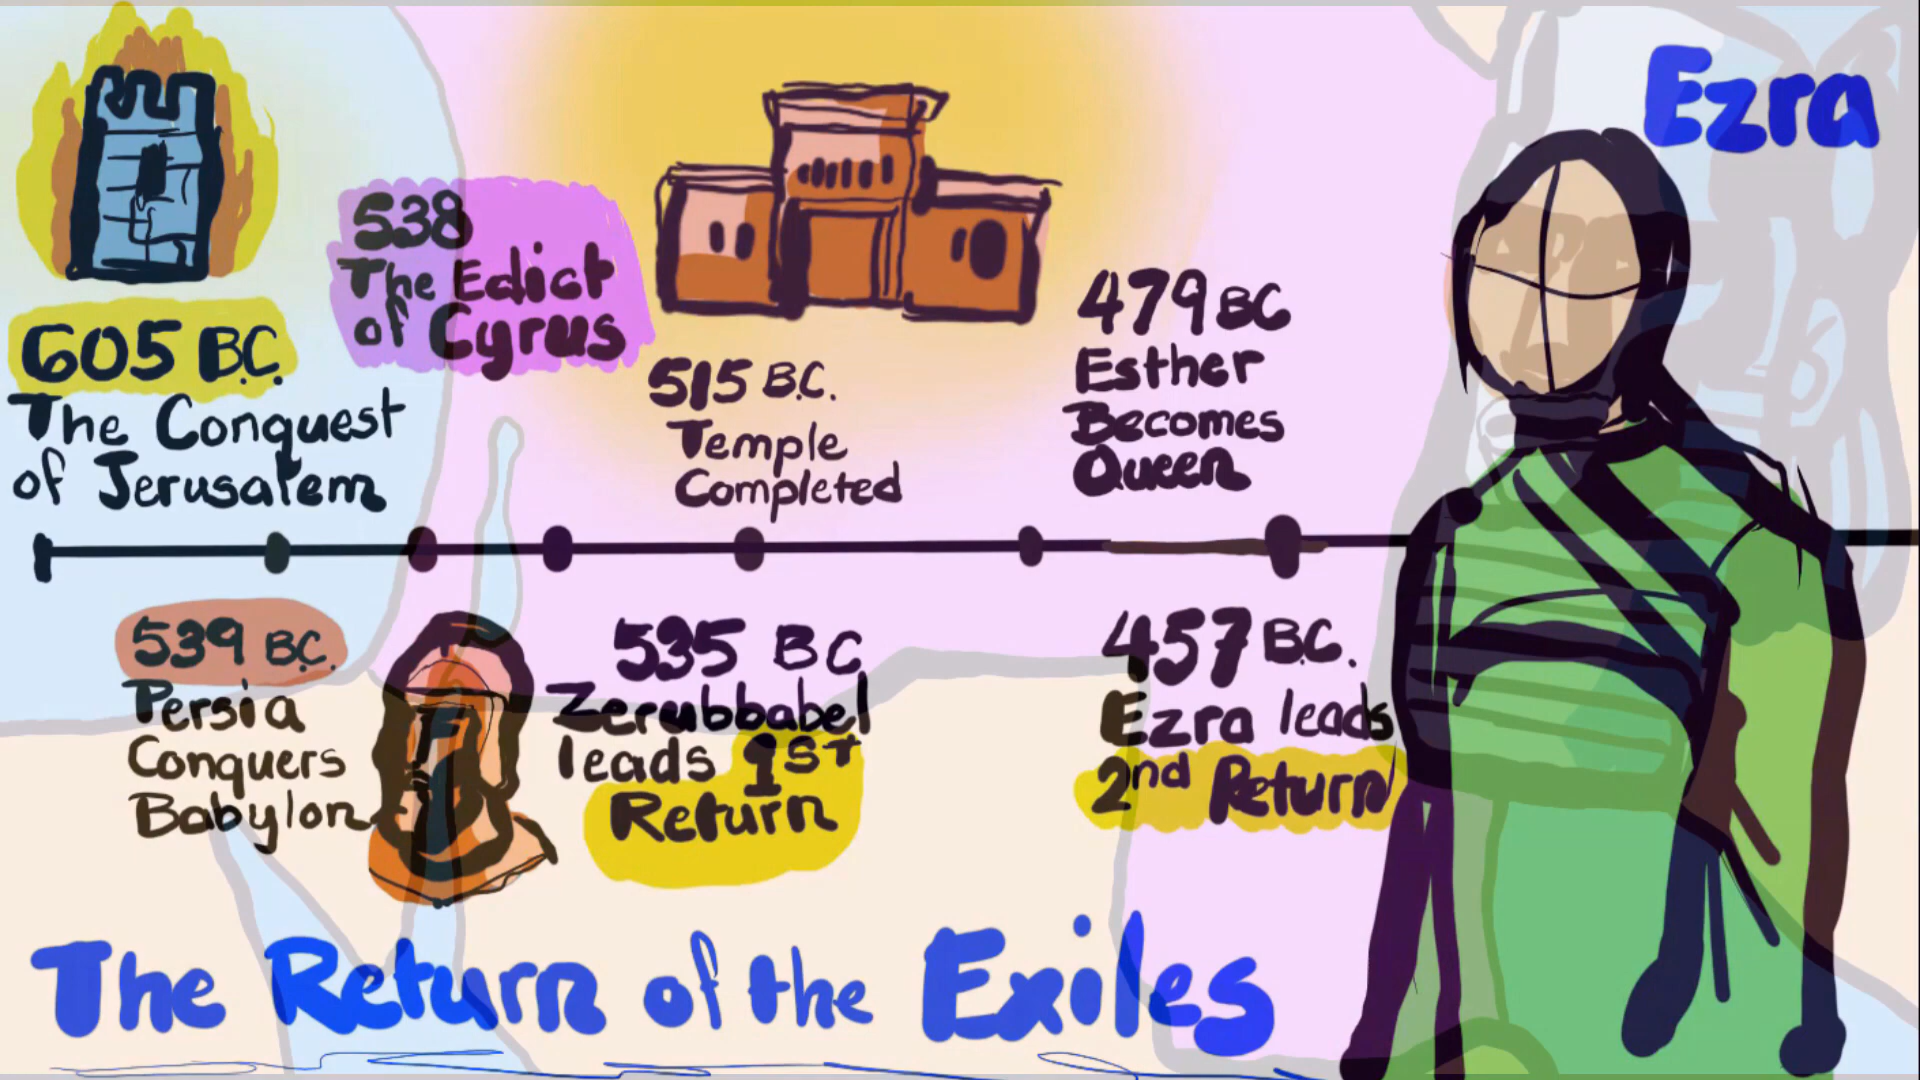 Ezra
605 B.C.
The Conquest
of Jerusalem
538
The Edict
of Cyrus
515 B.C.
Temple
Completed
479 BC
Esther
Becomes
Queen
539 B.C.
Persia
Conquers
Babylon
535 BC
Zerubbabel
leads 1st
Return
457 B.C.
Ezra leads
2nd Return
The Return of the Exiles